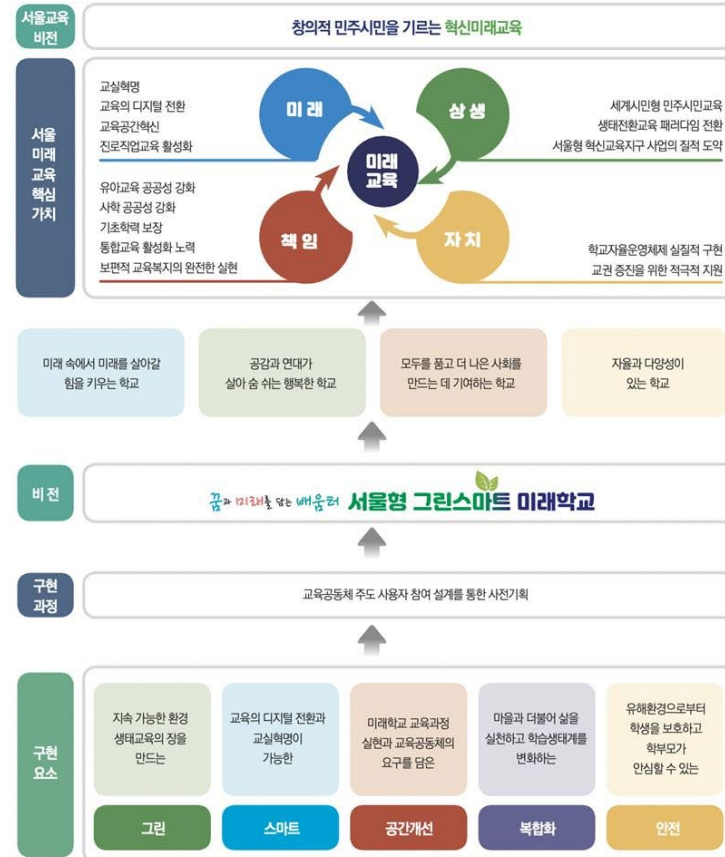 서울교육
비전
창의적 민주시민을 기르는 혁신미래교육
서울
미래
교육
핵심
가치
교실혁명
교육의 디지털 전환
교육공간혁신
진로직업교육 활성화
미래
상생
세계시민형 민주시민교육
생태전환교육 패러다임 전환
서울형 혁신교육지구 사업의 질적 도약
미래
교육
유아교육 공공성 강화
사학 공공성 강화
기초학력 보장
통합교육 활성화 노력
보편적 교육복지의 완전한 실현
책임
자치
학교자율운영체제 실질적 구현
교권 증진을 위한 적극적 지원
미래 속에서 미래를 살아갈
힘을 키우는 학교
공감과 연대가
살아 숨 쉬는 행복한 학교
모두를 품고 더 나은 사회를
만드는 데 기여하는 학교
자율과 다양성이
있는 학교
비전
꿈과 미래를 담는 배움터 서울형 그린스마트 미래학교
구현
과정
교육공동체 주도 사용자 참여 설계를 통한 사전기획
구현
요소
지속 가능한 환경
생태교육의 장을
만드는
그린
교육의 디지털 전환과
교실혁명이
가능한
스마트
미래학교 교육과정
실현과 교육공동체의
요구를 담은
공간개선
마을과 더불어 삶을
실천하고 학습생태계를
변화하는
복합화
유해환경으로부터
학생을 보호하고
학부모가
안심할 수 있는
안전